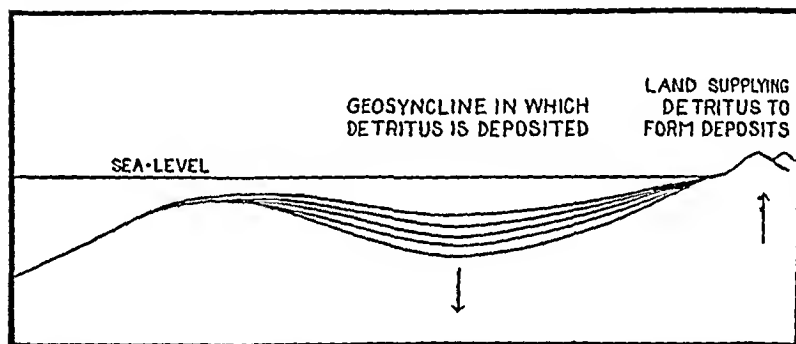 LAND SUPPLYING
DETRITUS TO
FORM DEPOSITS
GEOSYNCLINE IN WHICH
DETRITUS IS DEPOSITED
SEA·LEVEL